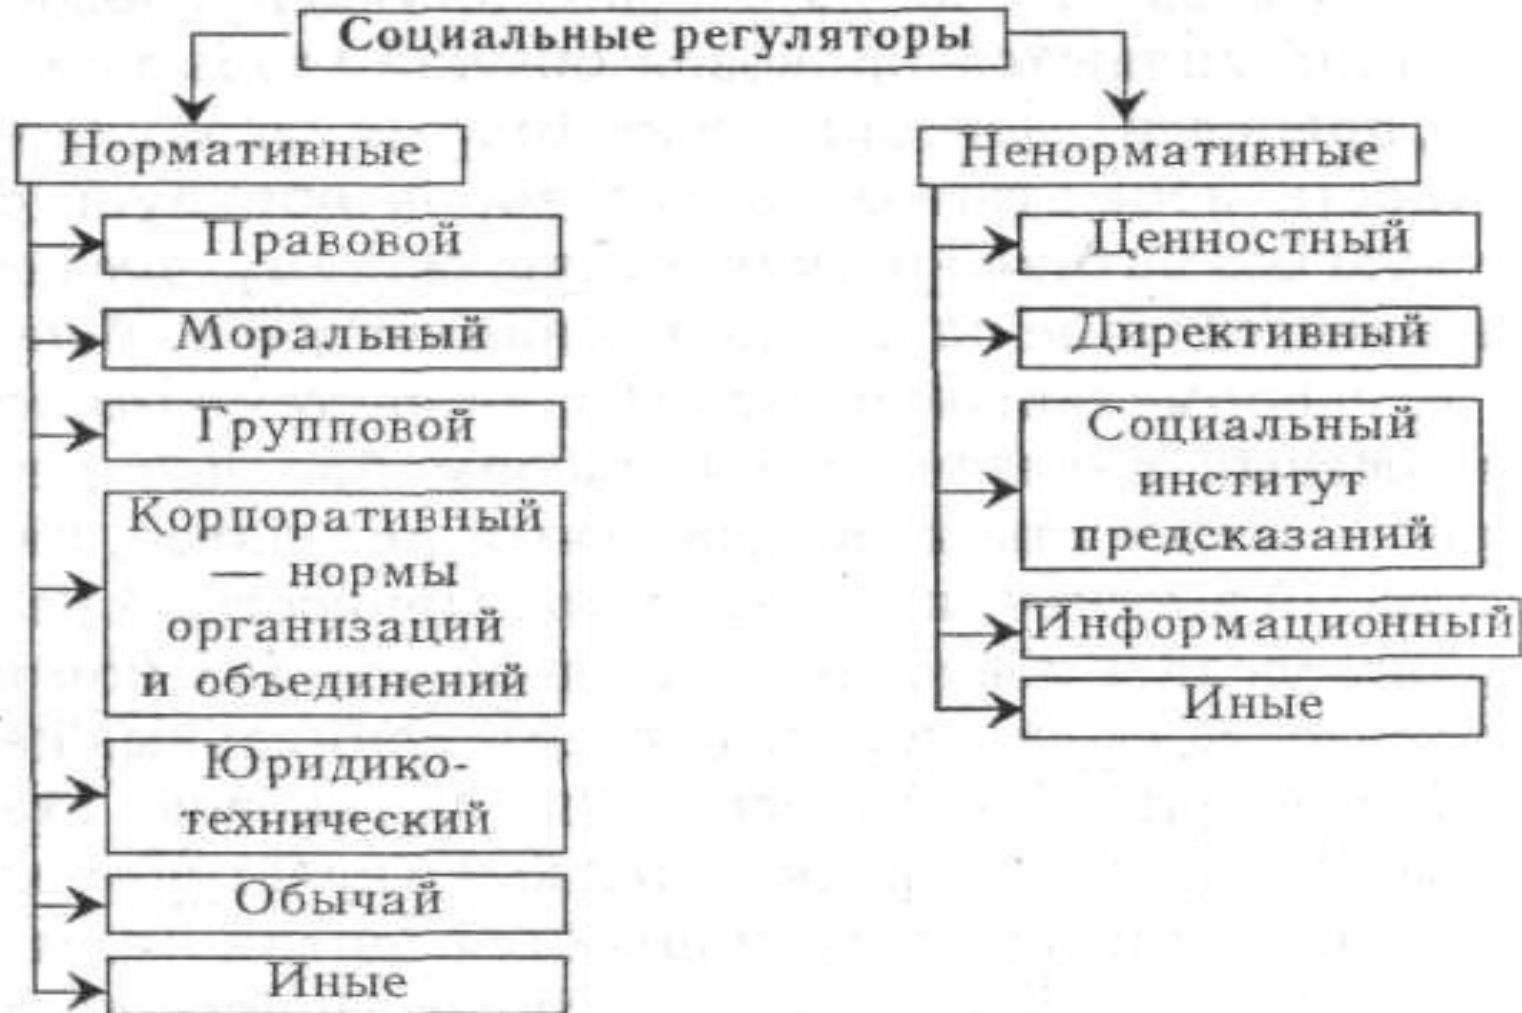 Социальные регуляторы
Нормативные
Правовой
Моральный
Групповой
Корпоративный
— нормы
организаций
и объединений
Юридико-
технический
Обычай
Иные
Ненормативные
Ценностный
Директивный
Социальный
институт
предсказаний
Информационный
Иные